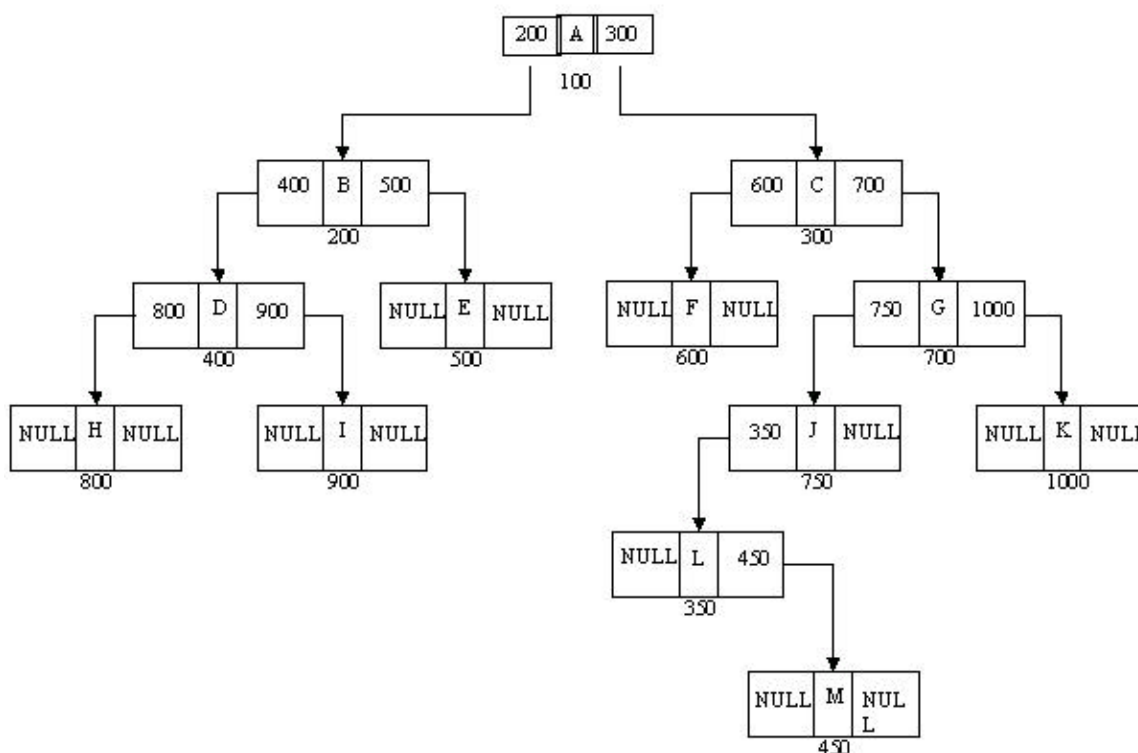 200 A 300
100
400 B 500
200
600 C 700
300
800 D 900
400
NULL E NULL
500
NULL F NULL
600
750 G 1000
700
NULL H NULL
800
NULL I NULL
900
350 J NULL
750
NULL K NULL
1000
NULL L 450
350
NULL M NUL
L
450